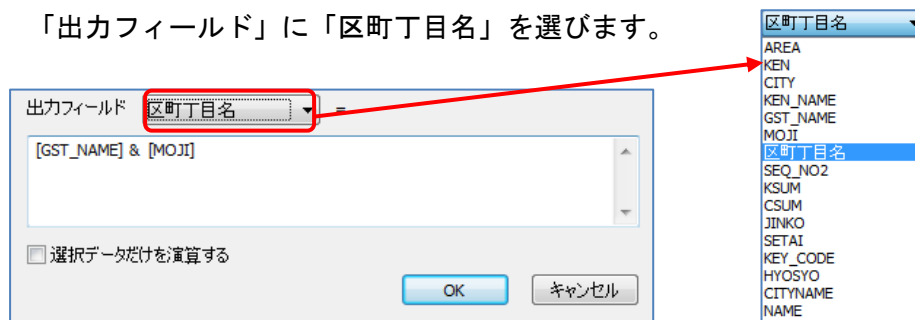 「出力フィールド」に「区町丁目名」を選びます。
出力フィールド 区町丁目名 =
[GST_NAME] & [MOJI]
選択データだけを演算する
OK キャンセル
区町丁目名
AREA
KEN
CITY
KEN_NAME
GST_NAME
MOJI
区町丁目名
SEQ_NO2
KSUM
CSUM
JINKO
SETAI
KEY_CODE
HYOSYO
CITYNAME
NAME